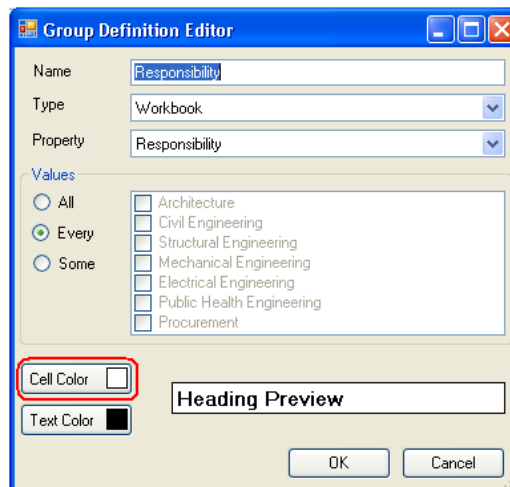 Group Definition Editor
Name Responsibility
Type Workbook
Property Responsibility
Values
All
Every
Some
Architecture
Civil Engineering
Structural Engineering
Mechanical Engineering
Electrical Engineering
Public Health Engineering
Procurement
Cell Color
Text Color
Heading Preview
OK Cancel